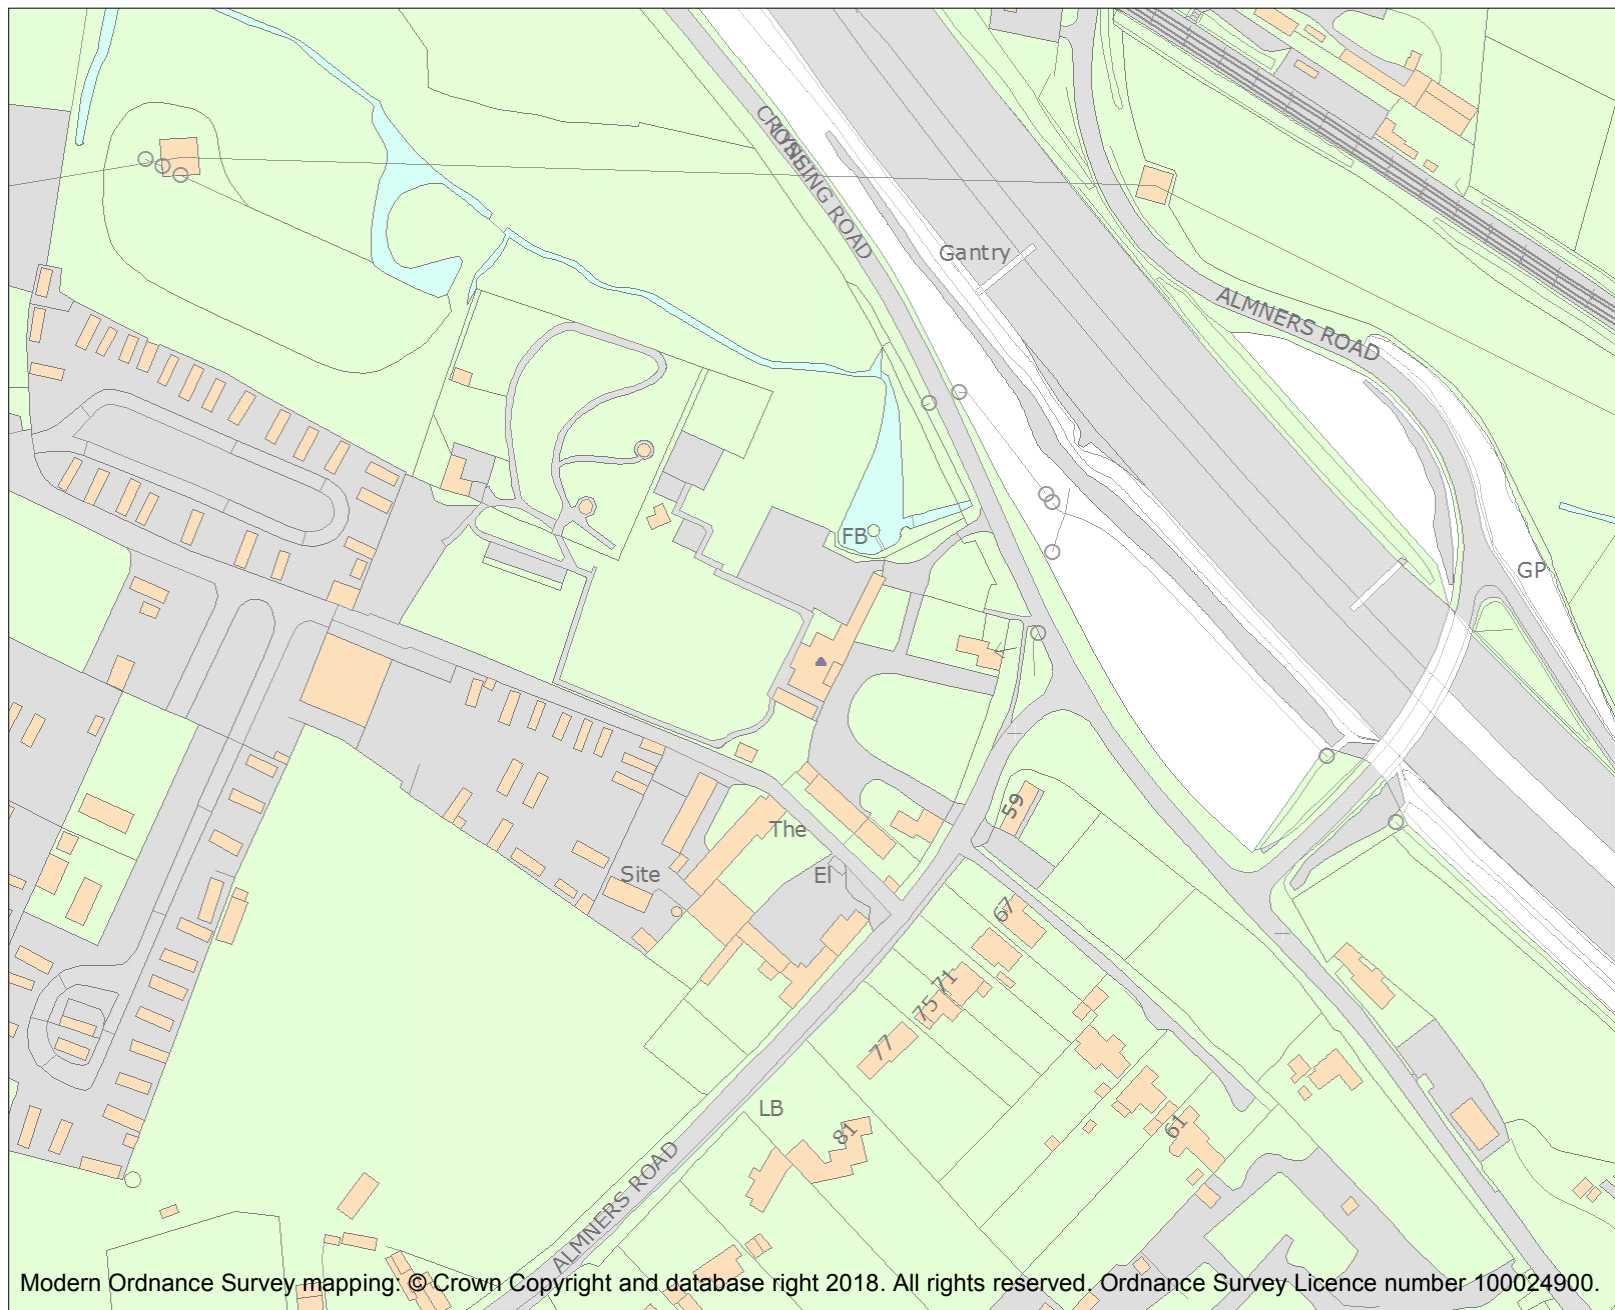 LYNE
CROSSING ROAD
Gantry
ALMNERS ROAD
FB
GP
59
The
Site
El
67
71
75
77
LB
81
61
ALMNERS ROAD
Modern Ordnance Survey mapping: © Crown Copyright and database right 2018. All rights reserved. Ordnance Survey Licence number 100024900.